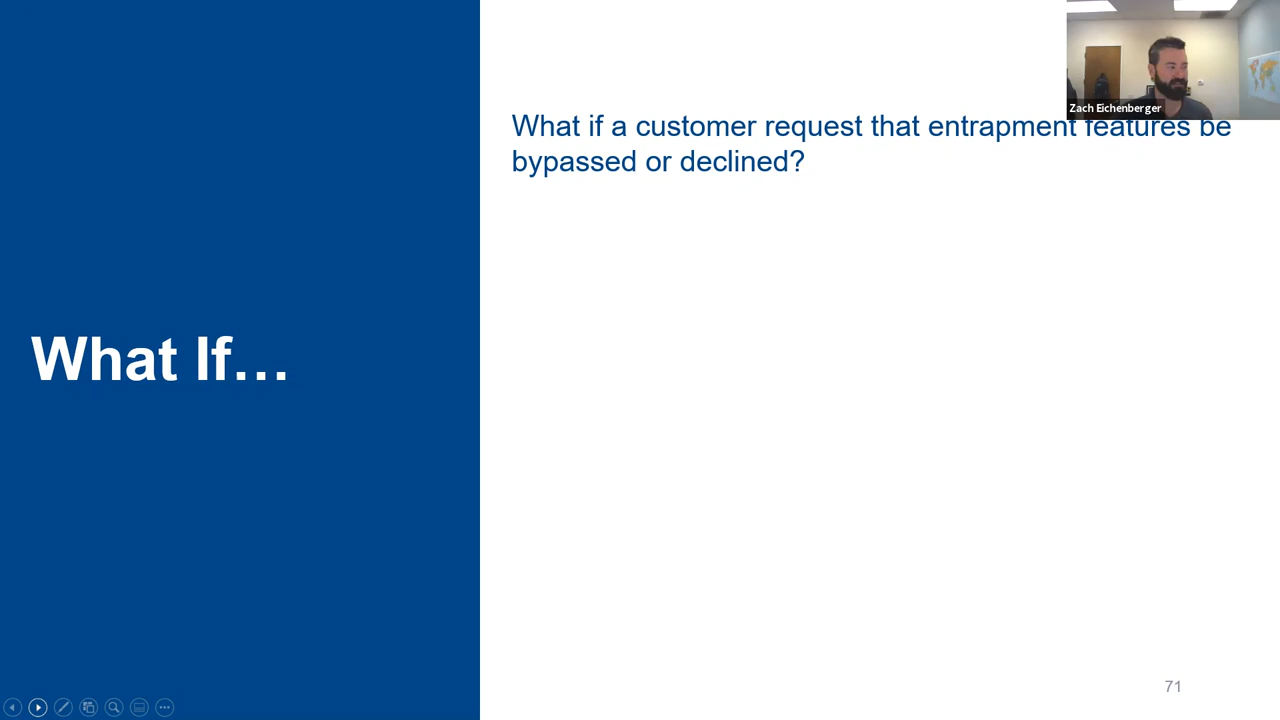 Zach Eichenberger
What if a customer request that entrapment features be
bypassed or declined?
What If…
71